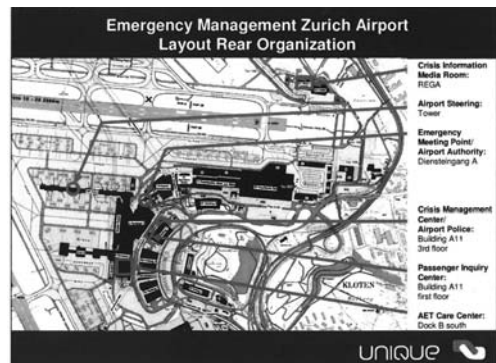 Emergency Management Zurich Airport
Layout Rear Organization
Crisis Information
Media Room:
REGA
Airport Steering:
Tower
Emergency
Meeting Point/
Airport Authority:
Diensteingang A
Crisis Management
Center/
Airport Police:
Building A11
3rd floor
Passenger Inquiry
Center:
Building A11
first floor
AET Care Center:
Dock B south
KLOTEN
UNIQUE